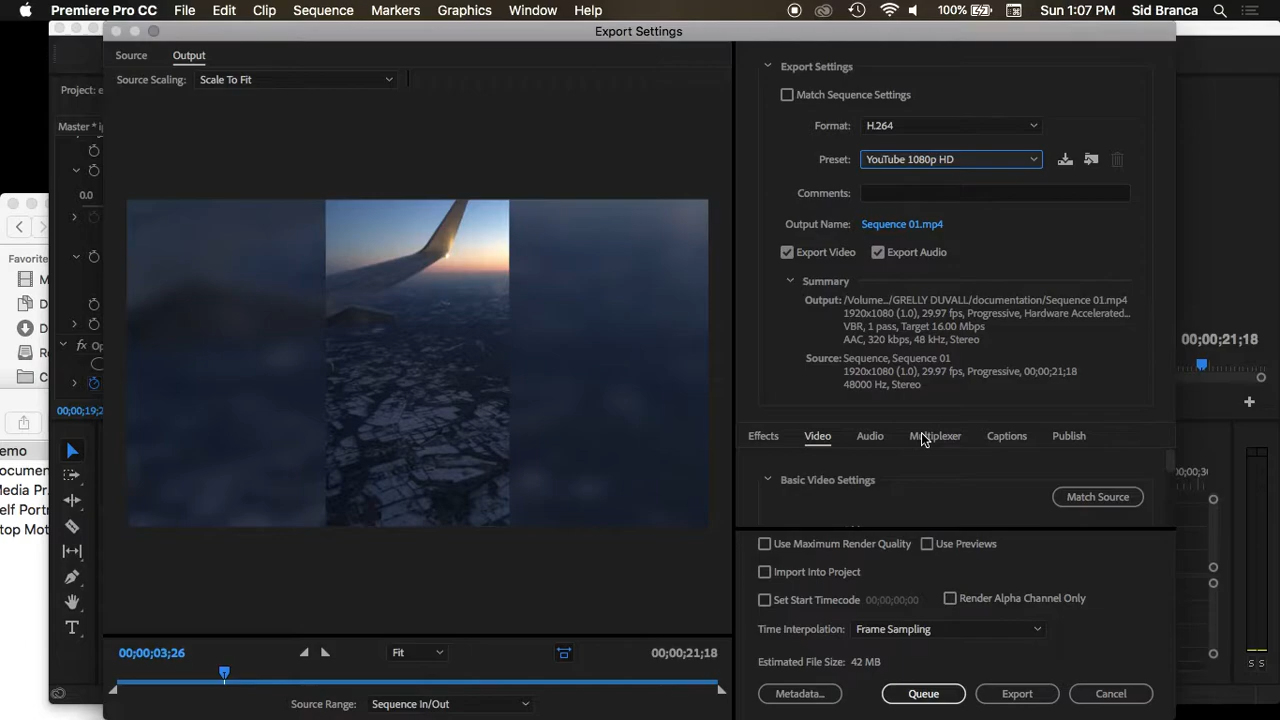 Premiere Pro CC File Edit Clip Sequence Markers Graphics Window Help 100% Sun 1:07 PM Sid Branca
Export Settings
Source Output
Source Scaling: Scale To Fit
Export Settings
Match Sequence Settings
Format: H.264
Preset: YouTube 1080p HD
Comments:
Output Name: Sequence 01.mp4
Export Video Export Audio
Summary
Output: /Volume.../GRELLY DUVALL/documentation/Sequence 01.mp4
1920x1080 (1.0), 29.97 fps, Progressive, Hardware Accelerated...
VBR, 1 pass, Target 16.00 Mbps
AAC, 320 kbps, 48 kHz, Stereo
Source: Sequence, Sequence 01
1920x1080 (1.0), 29.97 fps, Progressive, 00;00;21;18
48000 Hz, Stereo
Effects Video Audio Multiplexer Captions Publish
Basic Video Settings
Match Source
Use Maximum Render Quality Use Previews
Import Into Project
Set Start Timecode 00;00;00;00 Render Alpha Channel Only
Time Interpolation: Frame Sampling
Estimated File Size: 42 MB
Metadata... Queue Export Cancel
00;00;03;26 Fit 00;00;21;18
Source Range: Sequence In/Out
Project: e
Master *
0.0
fx Op
00;00;19;2
Favorite
M
D
D
Re
C
emo
ocumen
edia Pr
elf Port
top Mot
T
00;00;21;18
00;00;3
S S